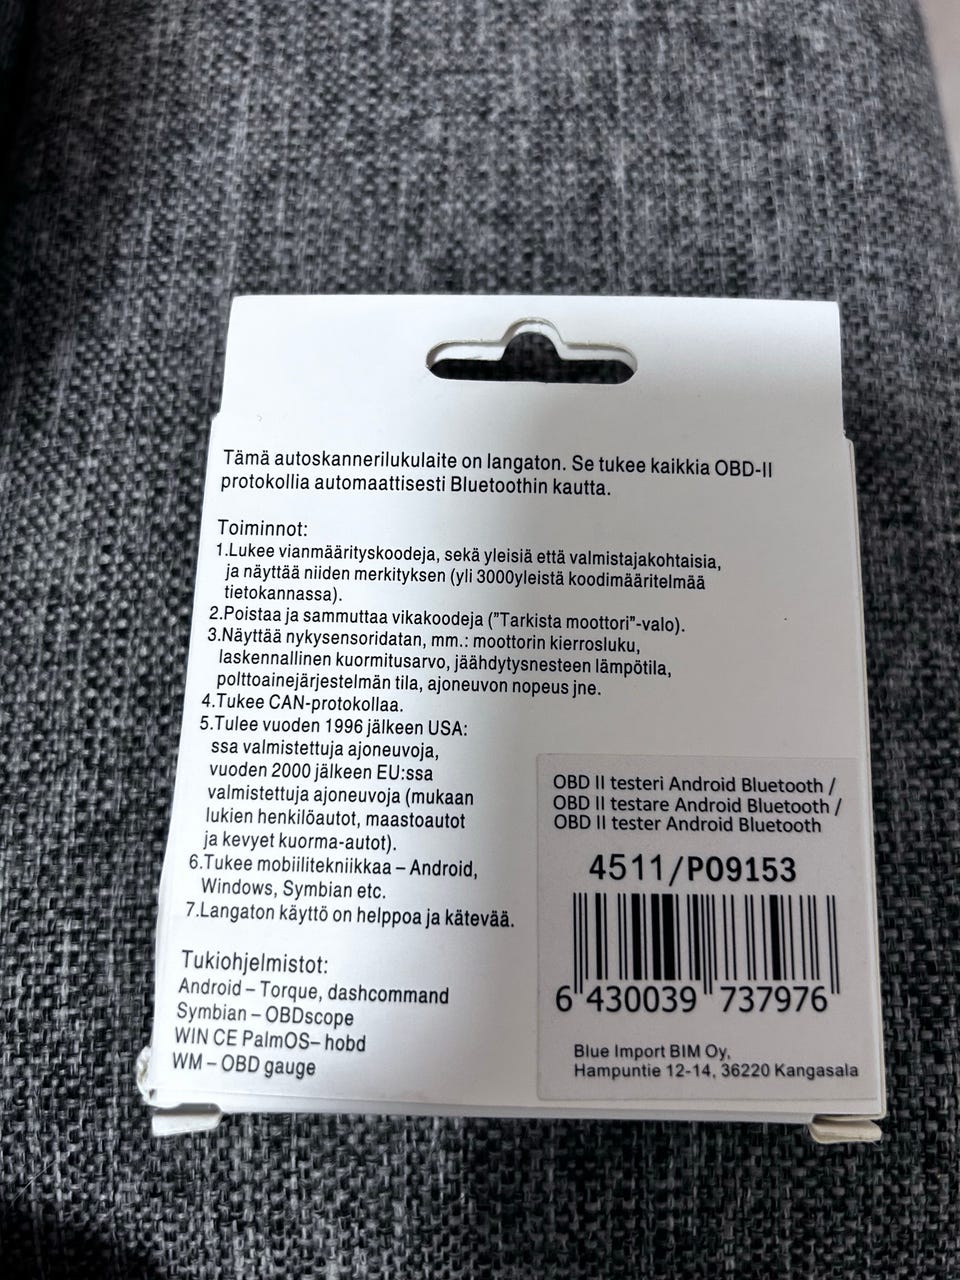 Tämä autoskannerilukulaite on langaton. Se tukee kaikkia OBD-II
protokollia automaattisesti Bluetoothin kautta.
Toiminnot:
1.Lukee vianmäärityskoodeja, sekä yleisiä että valmistajakohtaisia,
ja näyttää niiden merkityksen (yli 3000yleistä koodimääritelmää
tietokannassa).
2.Poistaa ja sammuttaa vikakoodeja ("Tarkista moottori"-valo).
3.Näyttää nykysensoridatan, mm.: moottorin kierrosluku,
laskennallinen kuormitusarvo, jäähdytysnesteen lämpötila,
polttoainejärjestelmän tila, ajoneuvon nopeus jne.
4.Tukee CAN-protokollaa.
5.Tulee vuoden 1996 jälkeen USA:
ssa valmistettuja ajoneuvoja,
vuoden 2000 jälkeen EU:ssa
valmistettuja ajoneuvoja (mukaan
lukien henkilöautot, maastoautot
ja kevyet kuorma-autot).
6.Tukee mobiilitekniikkaa – Android,
Windows, Symbian etc.
7.Langaton käyttö on helppoa ja kätevää.
Tukiohjelmistot:
Android – Torque, dashcommand
Symbian – OBDscope
WIN CE PalmOS– hobd
WM – OBD gauge
OBD II testeri Android Bluetooth /
OBD II testare Android Bluetooth /
OBD II tester Android Bluetooth
4511/P09153
6 430039 737976
Blue Import BIM Oy,
Hampuntie 12-14, 36220 Kangasala